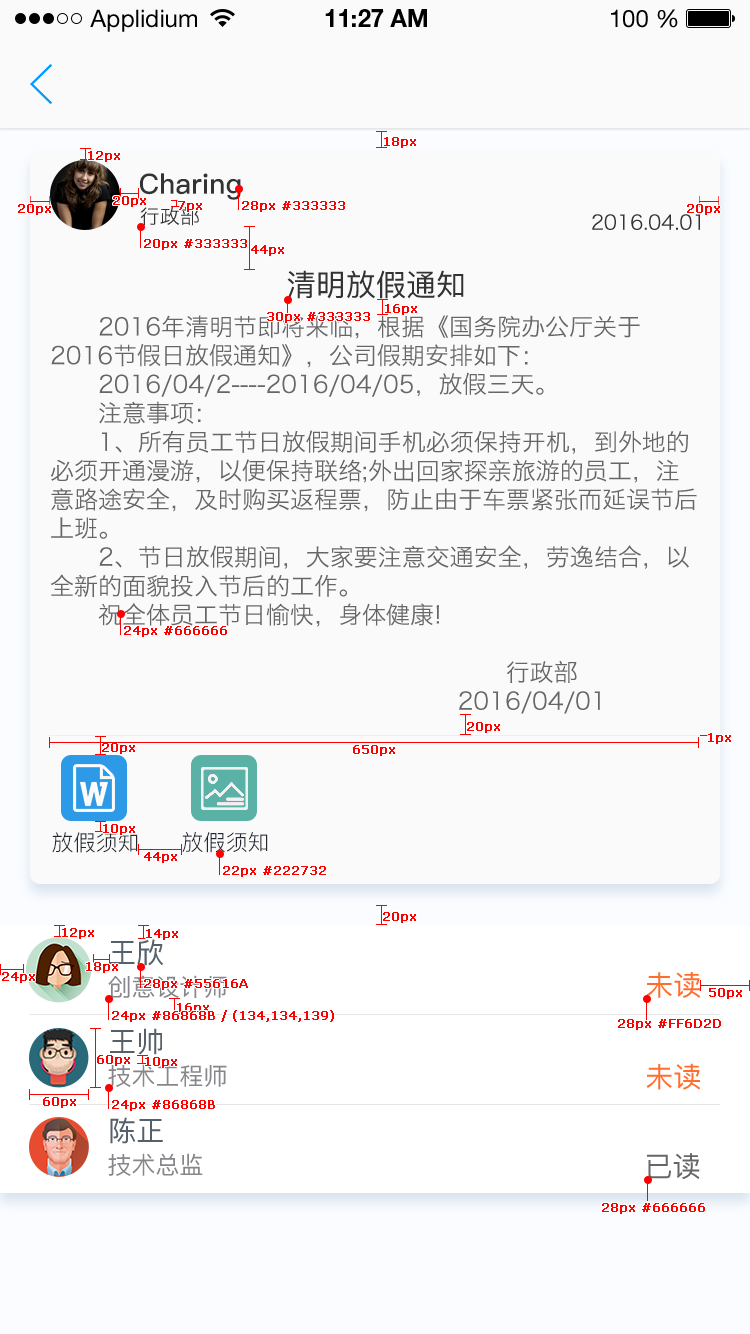 Applidium 11:27 AM 100 %
18px
12px
Charing
20px 20px 7px 28px #333333 20px
行政部
2016.04.01
20px #333333 44px
清明放假通知
30px #333333 16px
2016年清明节即将来临，根据《国务院办公厅关于
2016节假日放假通知》，公司假期安排如下：
2016/04/2----2016/04/05，放假三天。
注意事项：
1、所有员工节日放假期间手机必须保持开机，到外地的
必须开通漫游，以便保持联络;外出回家探亲旅游的员工，注
意路途安全，及时购买返程票，防止由于车票紧张而延误节后
上班。
2、节日放假期间，大家要注意交通安全，劳逸结合，以
全新的面貌投入节后的工作。
祝全体员工节日愉快，身体健康!
24px #666666
行政部
2016/04/01
20px
1px
20px 650px
W
10px
放假须知 放假须知
44px
22px #222732
20px
12px 14px
王欣
24px 18px
28px #55616A
创意设计师 未读
50px
16px
24px #86868B / (134,134,139)
28px #FF6D2D
王帅
60px 10px
技术工程师 未读
60px 24px #86868B
陈正
技术总监 已读
28px #666666